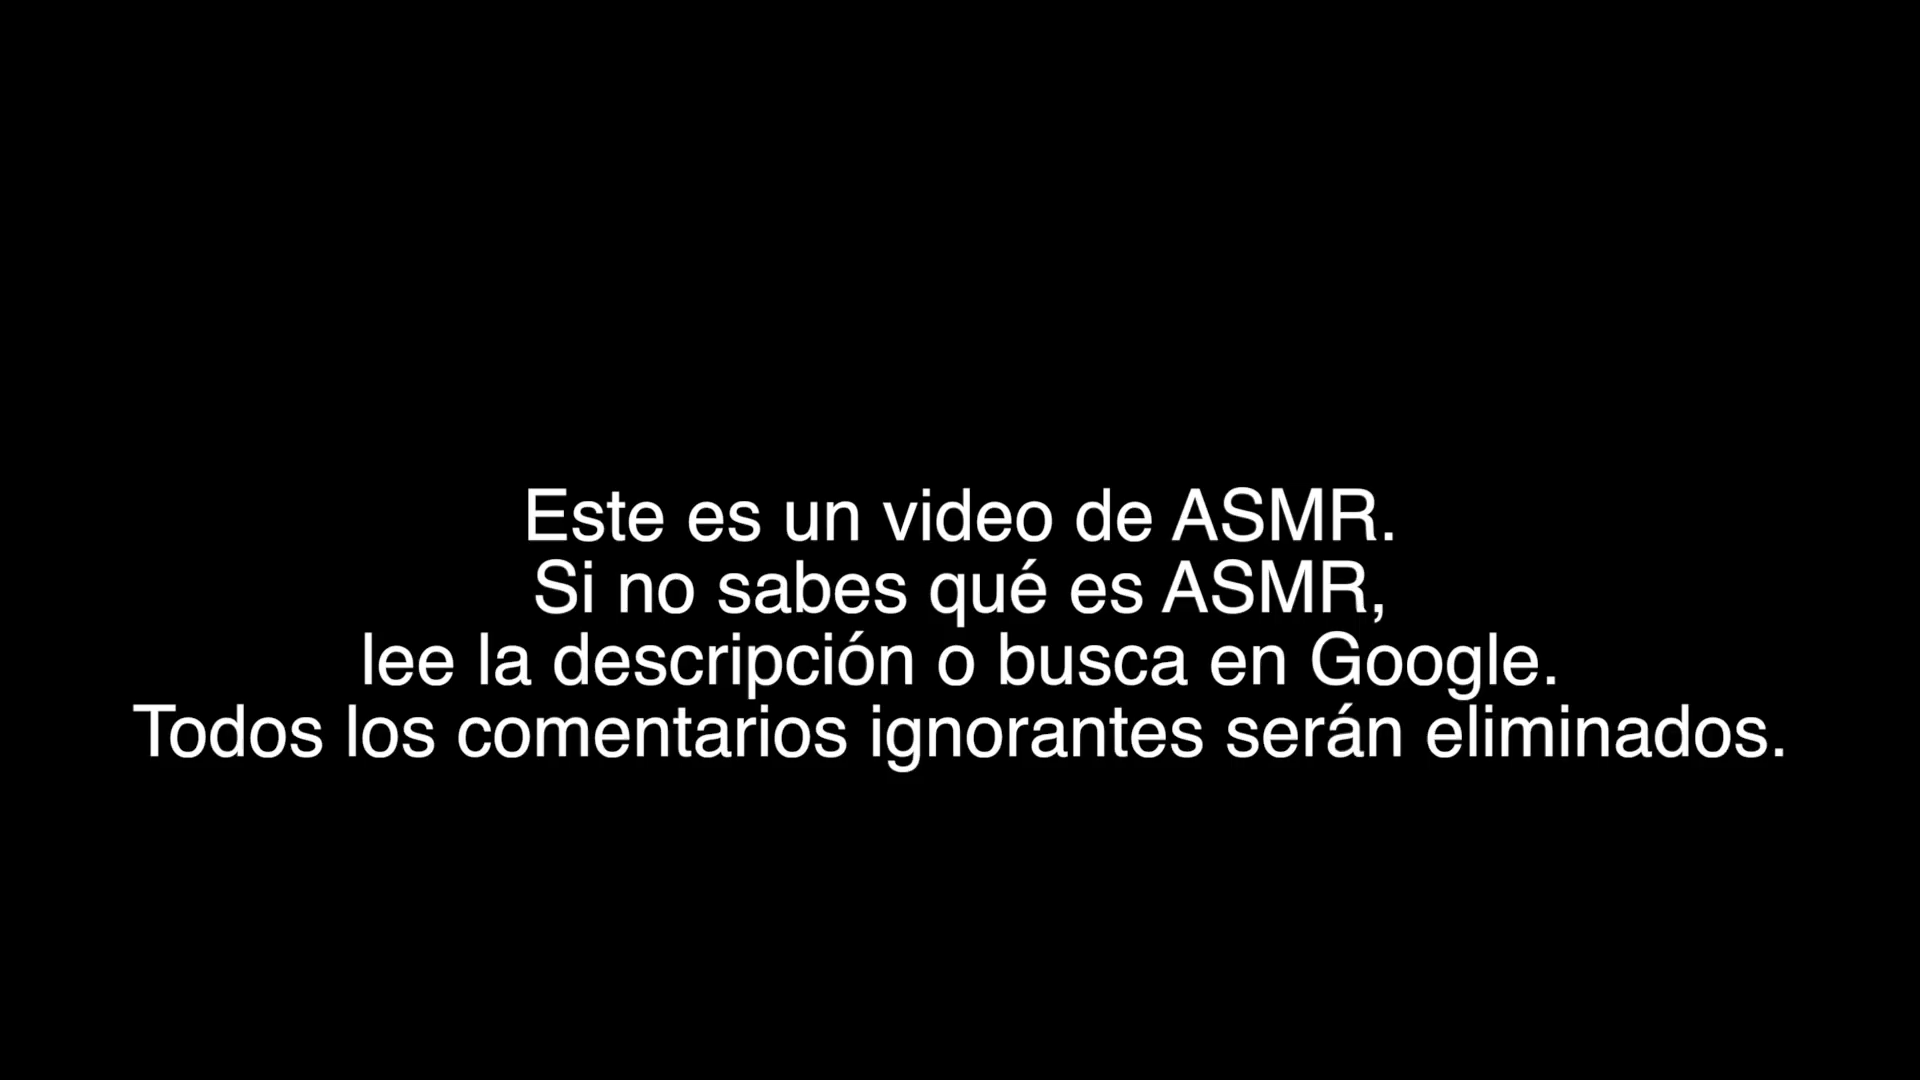 Este es un video de ASMR.
Si no sabes qué es ASMR,
lee la descripción o busca en Google.
Todos los comentarios ignorantes serán eliminados.